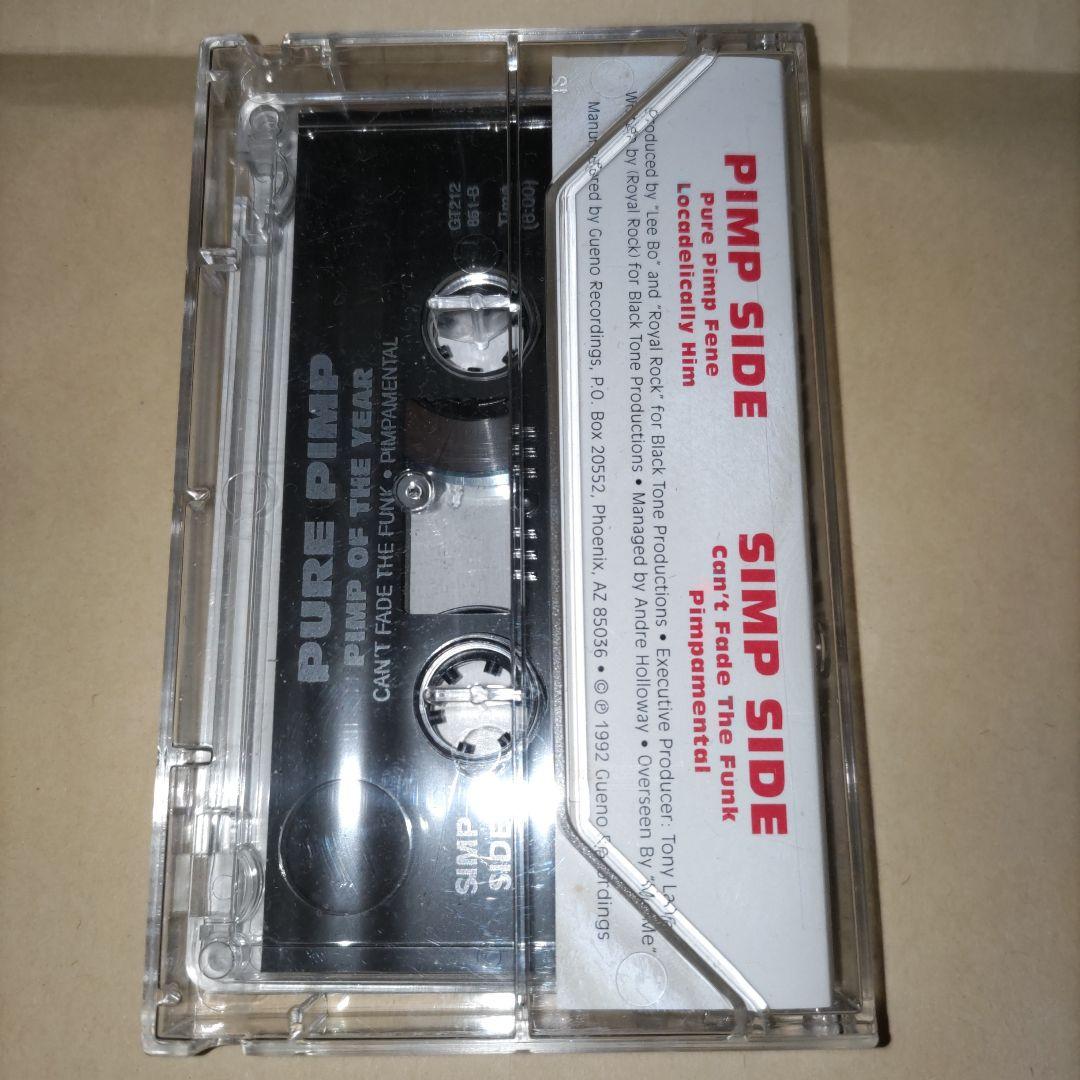 PIMP SIDE
Pure Pimp Fene
Locadelically Him
SIMP SIDE
Can't Fade The Funk
Pimpamental
Produced by "Lee Bo" and "Royal Rock" for Black Tone Productions • Executive Producer: Tony
by (Royal Rock) for Black Tone Productions • Managed by Andre Holloway • Overseen By Me"
Manufactured by Gueno Recordings, P.O. Box 20552, Phoenix, AZ 85036 • © ℗ 1992 Gueno Recordings
PURE PIMP
PIMP OF THE YEAR
CAN'T FADE THE FUNK • PIMPAMENTAL
SIMP
SIDE